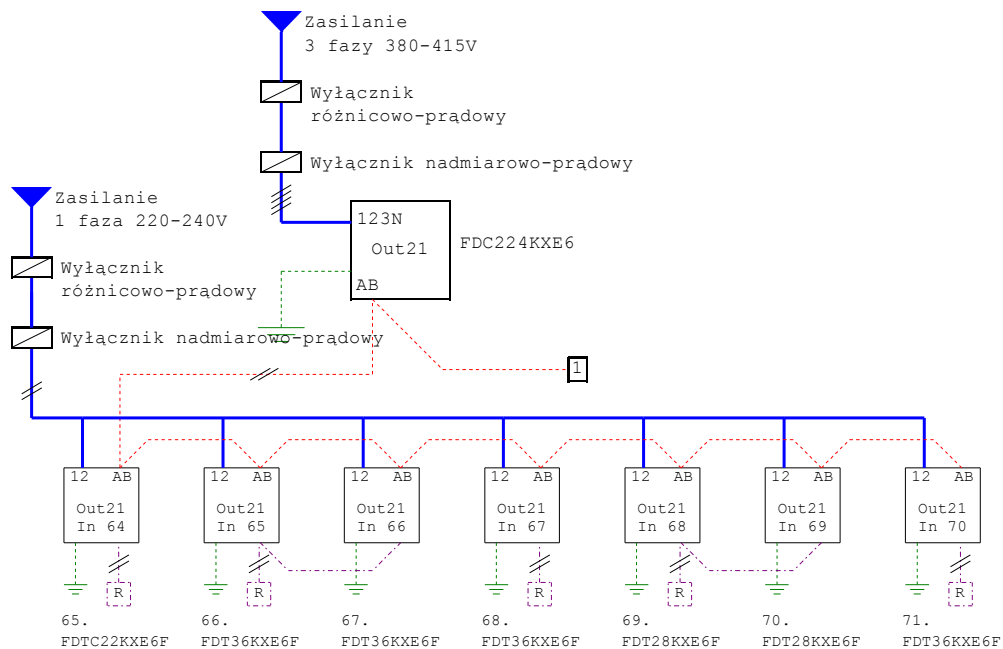 Zasilanie
3 fazy 380-415V
Wyłącznik
różnicowo-prądowy
Wyłącznik nadmiarowo-prądowy
Zasilanie
1 faza 220-240V
Wyłącznik
różnicowo-prądowy
Wyłącznik nadmiarowo-prądowy
123N
Out21
AB
FDC224KXE6
1
12 AB
Out21
In 64
R
65.
FDTC22KXE6F
12 AB
Out21
In 65
R
66.
FDT36KXE6F
12 AB
Out21
In 66
67.
FDT36KXE6F
12 AB
Out21
In 67
R
68.
FDT36KXE6F
12 AB
Out21
In 68
R
69.
FDT28KXE6F
12 AB
Out21
In 69
70.
FDT28KXE6F
12 AB
Out21
In 70
R
71.
FDT36KXE6F